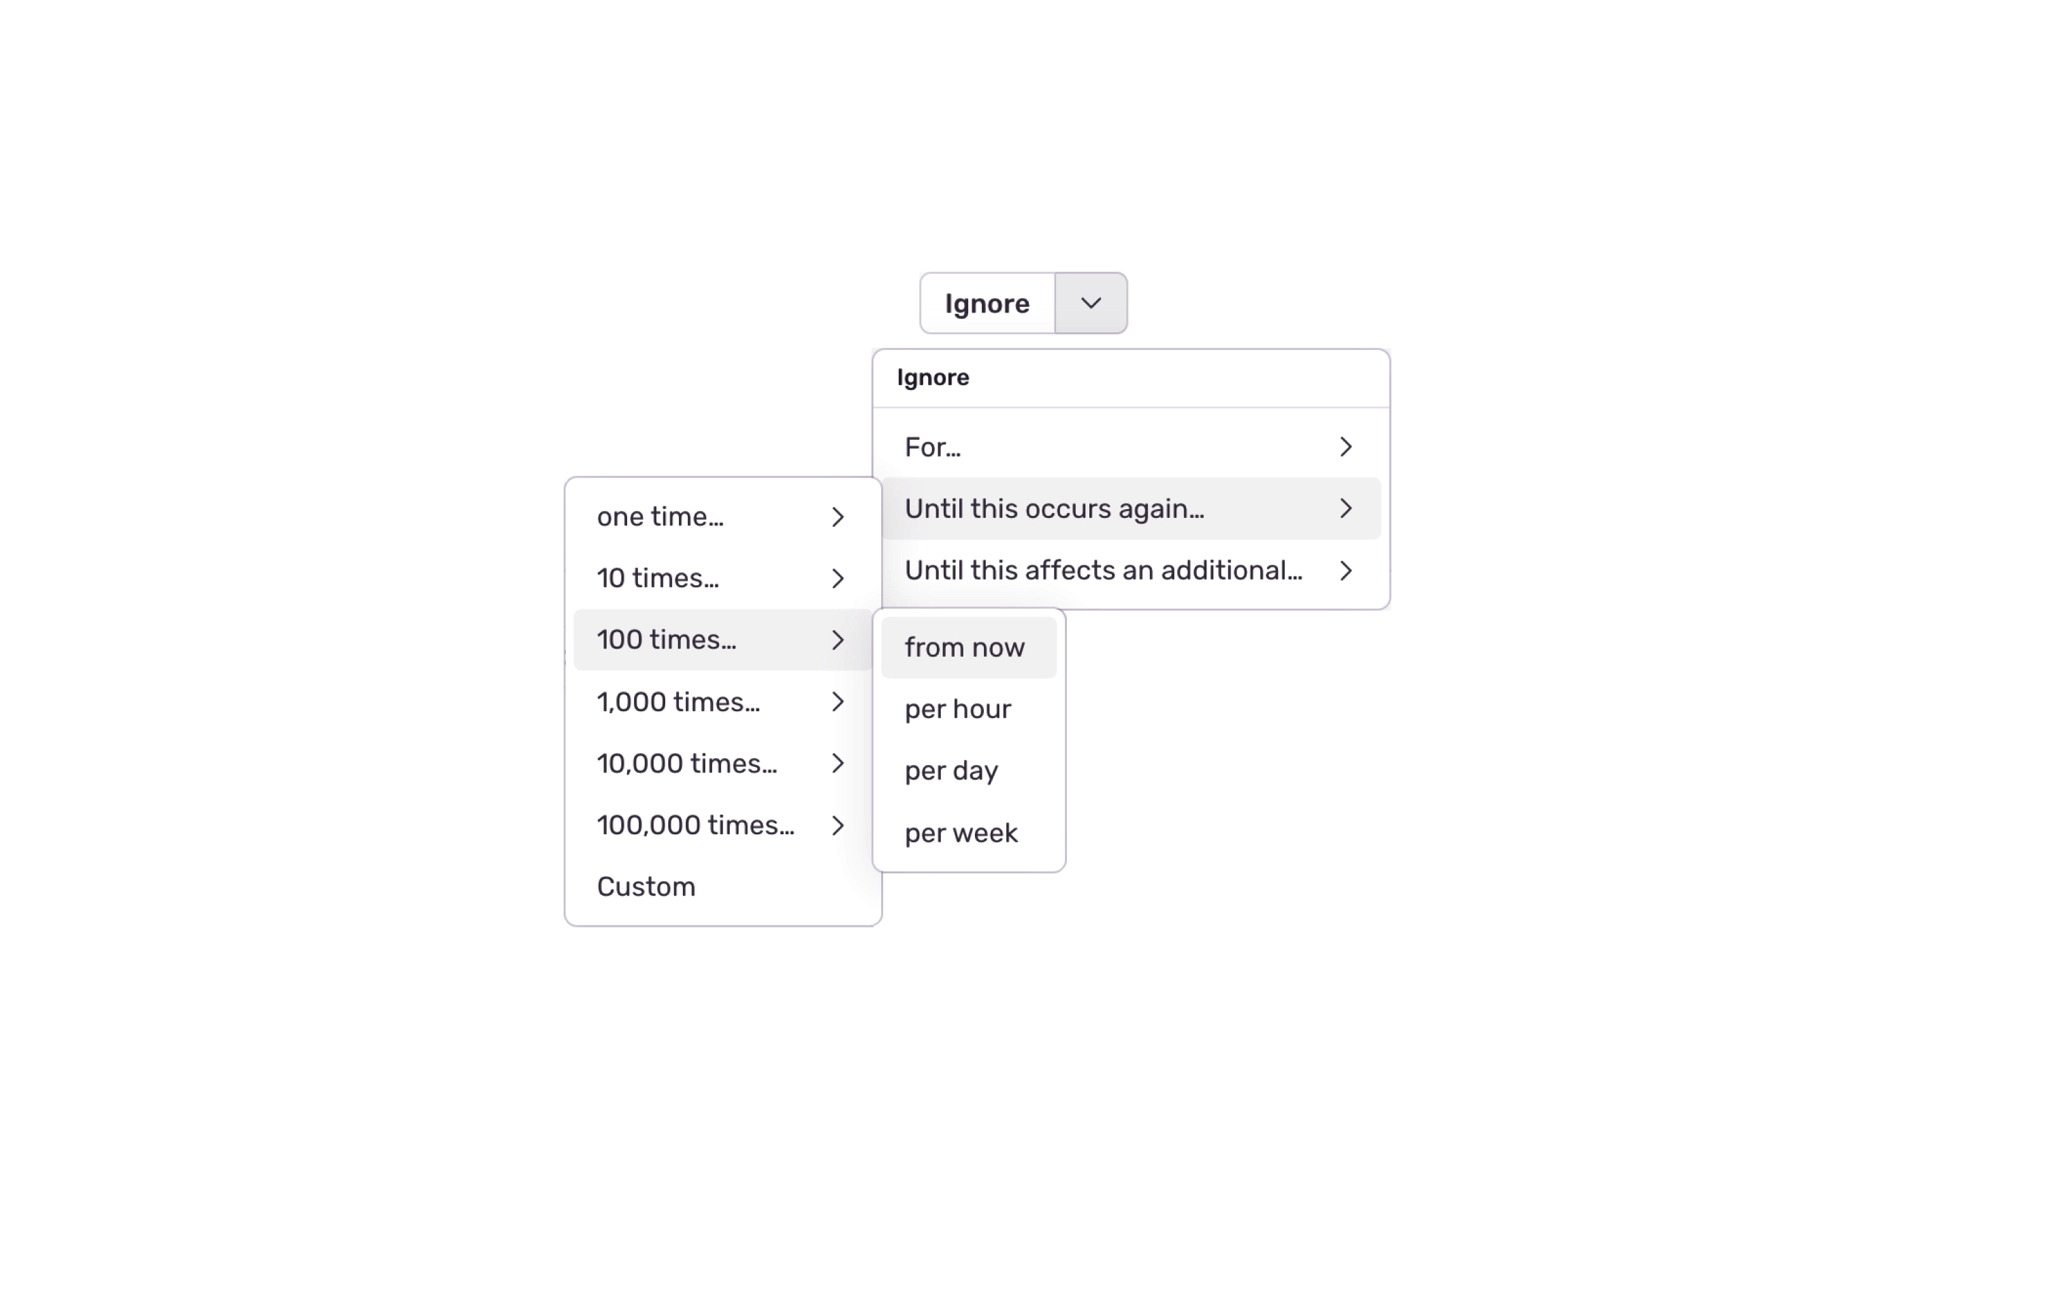 Ignore
Ignore
For…
Until this occurs again…
Until this affects an additional…
one time…
10 times…
100 times…
1,000 times…
10,000 times…
100,000 times…
Custom
from now
per hour
per day
per week